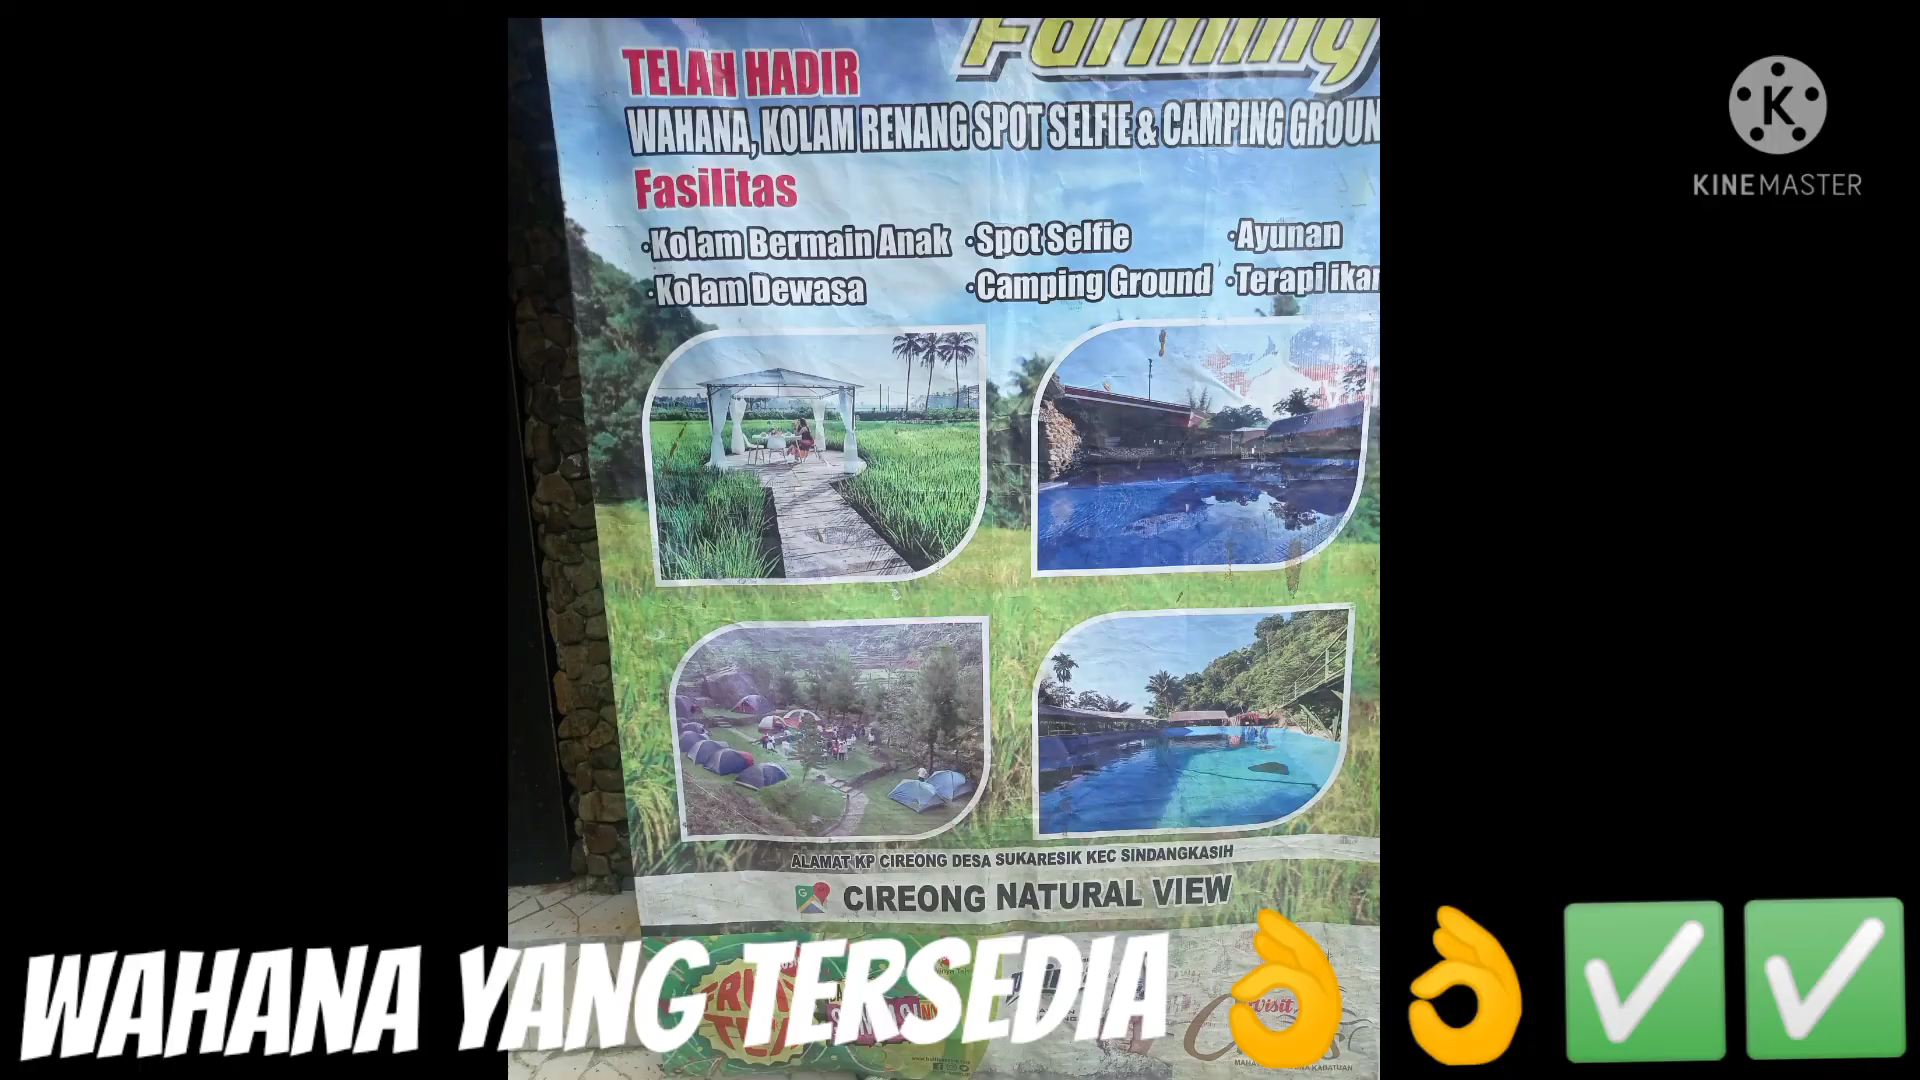 Farming
TELAH HADIR
WAHANA, KOLAM RENANG SPOT SELFIE & CAMPING GROUN
Fasilitas
·Kolam Bermain Anak ·Spot Selfie ·Ayunan
·Kolam Dewasa ·Camping Ground ·Terapi ikan
ALAMAT KP CIREONG DESA SUKARESIK KEC SINDANGKASIH
CIREONG NATURAL VIEW
WAHANA YANG TERSEDIA
Visit
KINEMASTER